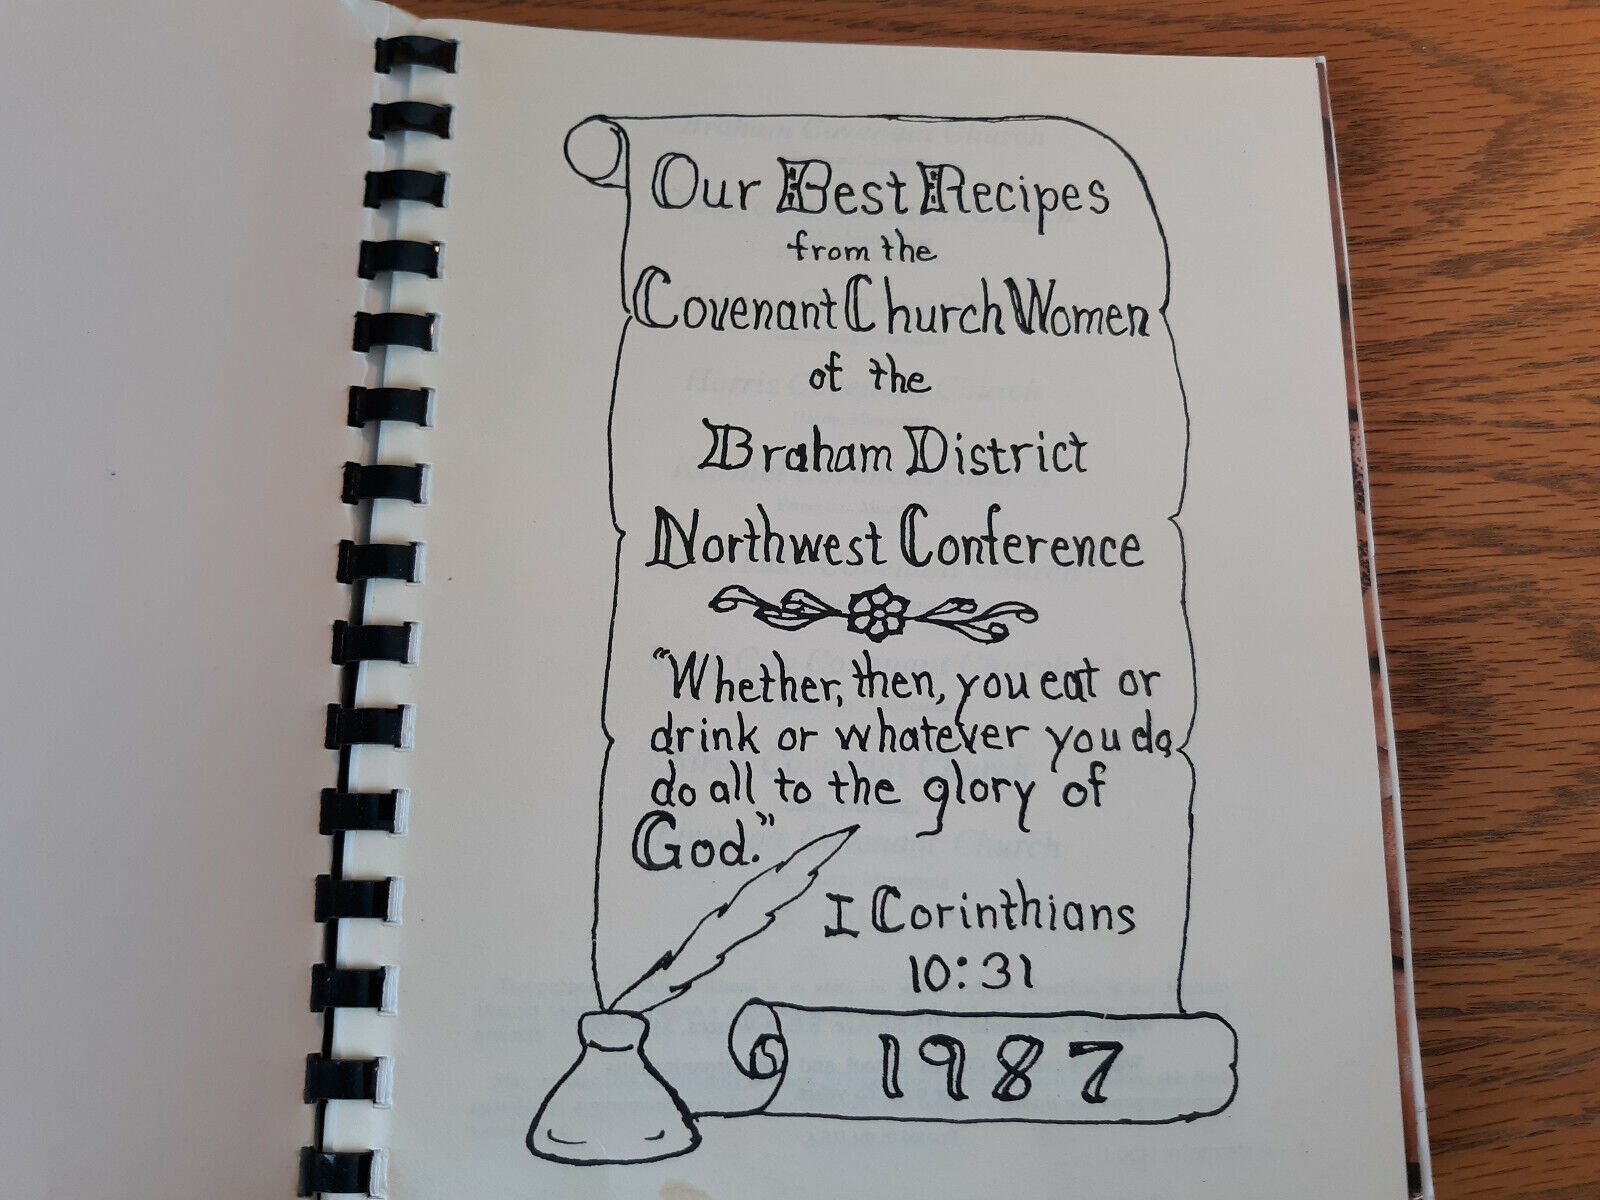 Our Best Recipes
from the
Covenant Church Women
of the
Braham District
Northwest Conference
"Whether, then, you eat or
drink or whatever you do,
do all to the glory of
God."
I Corinthians
10:31
1987